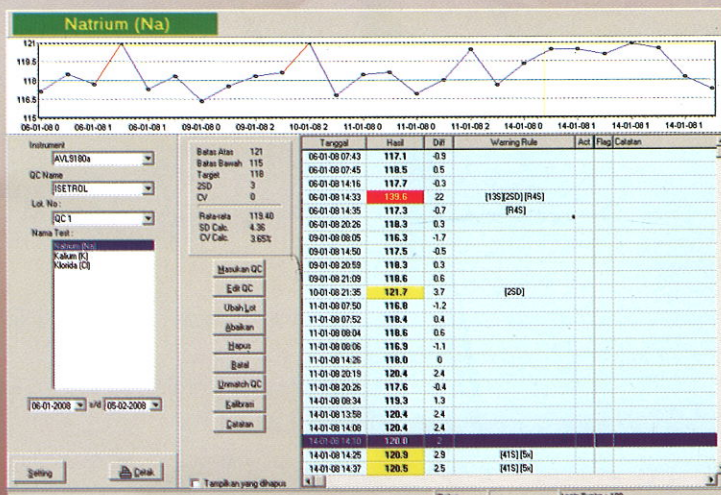 Natrium (Na)
121
119.5
118
116.5
115
06-01-08 0 06-01-08 1 06-01-08 1 09-01-08 0 09-01-08 2 10-01-08 2 11-01-08 0 11-01-08 1 11-01-08 2 14-01-08 0 14-01-08 1 14-01-08 1 14-01-08 1
Instrument
AVL9180a
QC Name
ISETROL
Lot. No :
QC 1
Nama Test :
Natrium (Na)
Kalium (K)
Klorida (Cl)
06-01-2008 s/d 05-02-2008
Setting Cetak
Batas Atas 121
Batas Bawah 115
Target 118
2SD 3
CV 0
Rata-rata 119.40
SD Calc. 4.36
CV Calc. 3.65%
Masukan QC
Edit QC
Ubah Lot
Abaikan
Hapus
Batal
Unmatch QC
Kalibrasi
Catatan
Tampilkan yang dihapus
Tanggal Hasil Diff Warning Rule Act Flag Catatan
06-01-08 07:43 117.1 -0.9
06-01-08 07:45 118.5 0.5
06-01-08 14:16 117.7 -0.3
06-01-08 14:33 139.6 22 [13S][2SD] [R4S]
06-01-08 14:35 117.3 -0.7 [R4S]
06-01-08 20:26 118.3 0.3
09-01-08 08:05 116.3 -1.7
09-01-08 14:50 117.5 -0.5
09-01-08 20:59 118.3 0.3
09-01-08 21:09 118.6 0.6
10-01-08 21:35 121.7 3.7 [2SD]
11-01-08 07:50 116.8 -1.2
11-01-08 07:52 118.4 0.4
11-01-08 08:04 118.6 0.6
11-01-08 08:06 116.9 -1.1
11-01-08 14:26 118.0 0
11-01-08 20:19 120.4 2.4
11-01-08 20:26 117.6 -0.4
14-01-08 08:34 119.3 1.3
14-01-08 13:58 120.4 2.4
14-01-08 14:08 120.4 2.4
14-01-08 14:10 120.0 2
14-01-08 14:25 120.9 2.9 [41S] [5x]
14-01-08 14:37 120.5 2.5 [41S] [5x]